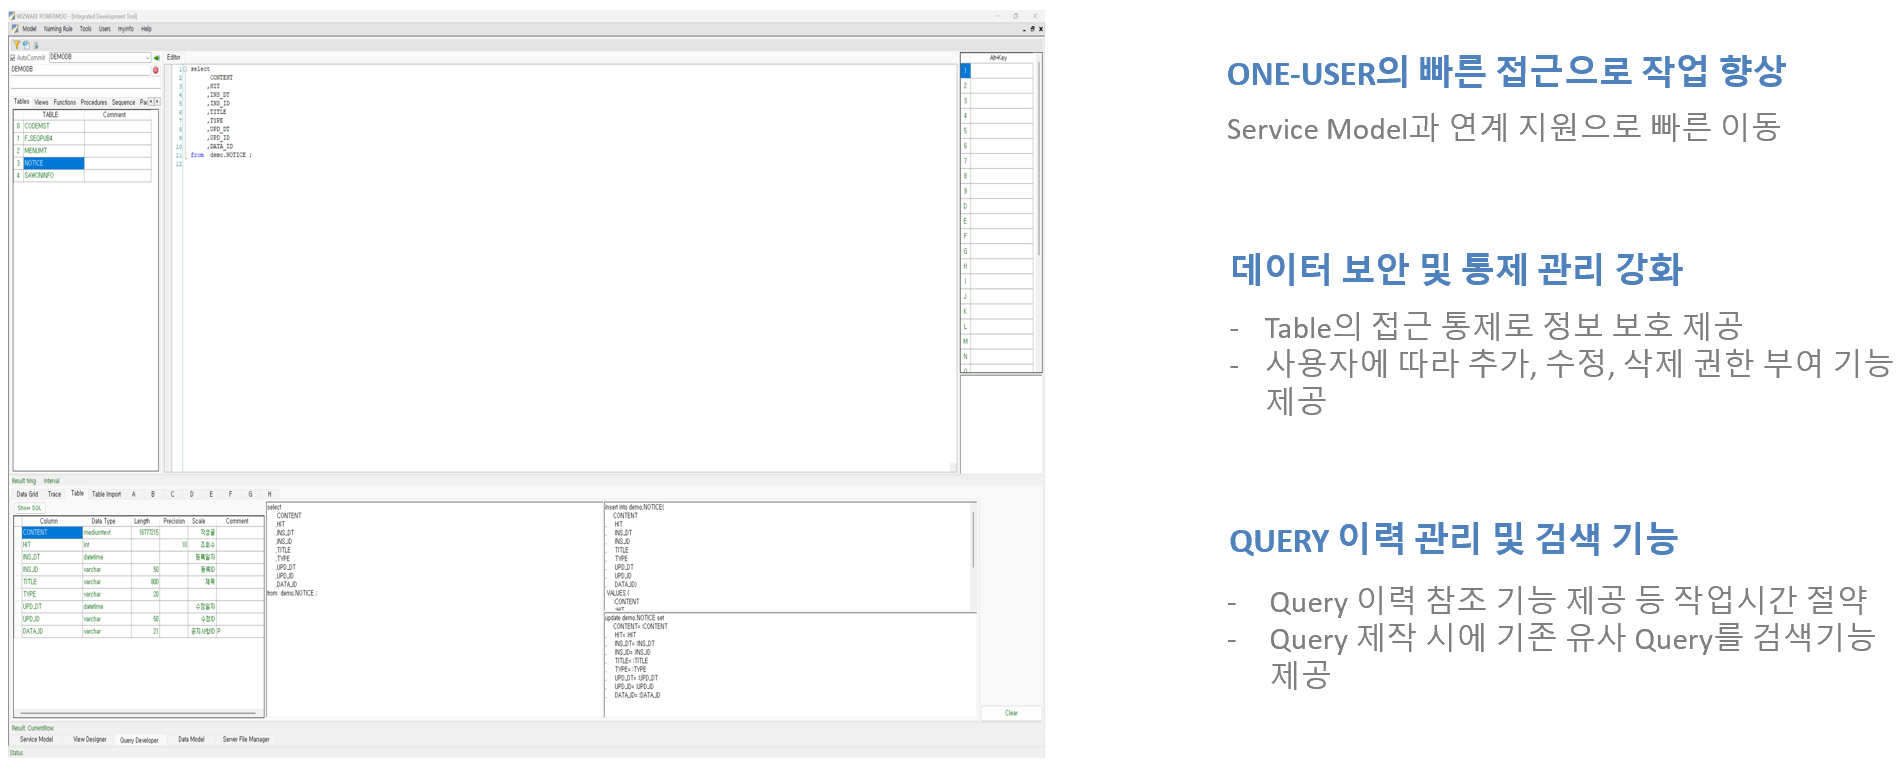 WIZWARE POWERMOD - [Integrated Development Tool]
Model Naming Rule Tools Users myInfo Help
AutoCommit DEMODB
DEMODB
Tables Views Functions Procedures Sequence Pac
TABLE Comment
0 CODEMST
1 F_SEOPUB4
2 MENUMT
3 NOTICE
4 SAWONINFO
Editor
1 select
2 CONTENT
3 ,HIT
4 ,INS_DT
5 ,INS_ID
6 ,TITLE
7 ,TYPE
8 ,UPD_DT
9 ,UPD_ID
10 ,DATA_ID
11 from demo.NOTICE ;
12
Alt+Key
1
2
3
4
5
6
7
8
9
D
E
F
G
H
I
J
K
L
M
N
O
Result Msg Interval
Data Grid Trace Table Table Import A B C D E F G H
Show SQL
Column Data Type Length Precision Scale Comment
CONTENT mediumtext 16777215 작성글
HIT int 10 조회수
INS_DT datetime 등록일자
INS_ID varchar 50 등록ID
TITLE varchar 800 제목
TYPE varchar 20
UPD_DT datetime 수정일자
UPD_ID varchar 50 수정ID
DATA_ID varchar 21 공지사항ID P
select
CONTENT
,HIT
,INS_DT
,INS_ID
,TITLE
,TYPE
,UPD_DT
,UPD_ID
,DATA_ID
from demo.NOTICE ;
insert into demo.NOTICE(
CONTENT
, HIT
, INS_DT
, INS_ID
, TITLE
, TYPE
, UPD_DT
, UPD_ID
, DATA_ID)
VALUES (
:CONTENT
, :HIT
update demo.NOTICE set
CONTENT= :CONTENT
, HIT= :HIT
, INS_DT= :INS_DT
, INS_ID= :INS_ID
, TITLE= :TITLE
, TYPE= :TYPE
, UPD_DT= :UPD_DT
, UPD_ID= :UPD_ID
, DATA_ID= :DATA_ID
Clear
Result CurrentRow:
Service Model View Designer Query Developer Data Model Server File Manager
Status
ONE-USER의 빠른 접근으로 작업 향상
Service Model과 연계 지원으로 빠른 이동
데이터 보안 및 통제 관리 강화
- Table의 접근 통제로 정보 보호 제공
- 사용자에 따라 추가, 수정, 삭제 권한 부여 기능
제공
QUERY 이력 관리 및 검색 기능
- Query 이력 참조 기능 제공 등 작업시간 절약
- Query 제작 시에 기존 유사 Query를 검색기능
제공